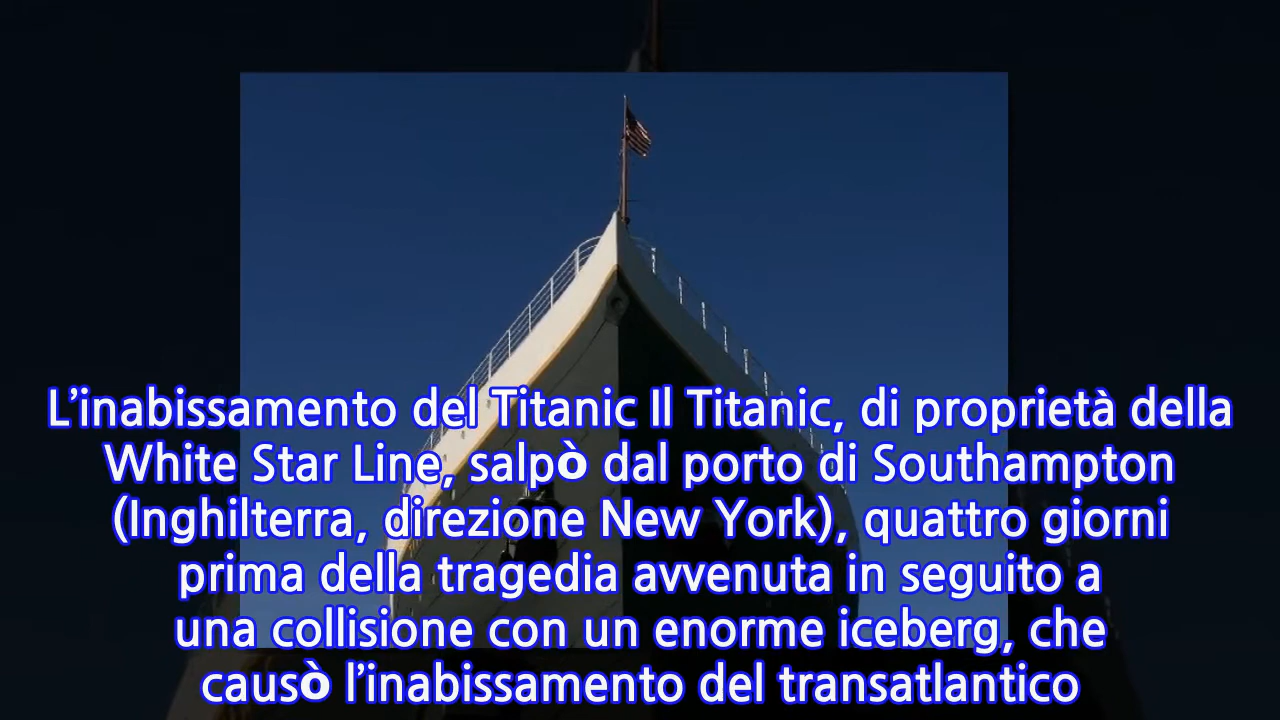 L’inabissamento del Titanic Il Titanic, di proprietà della
White Star Line, salpò dal porto di Southampton
(Inghilterra, direzione New York), quattro giorni
prima della tragedia avvenuta in seguito a
una collisione con un enorme iceberg, che
causò l’inabissamento del transatlantico